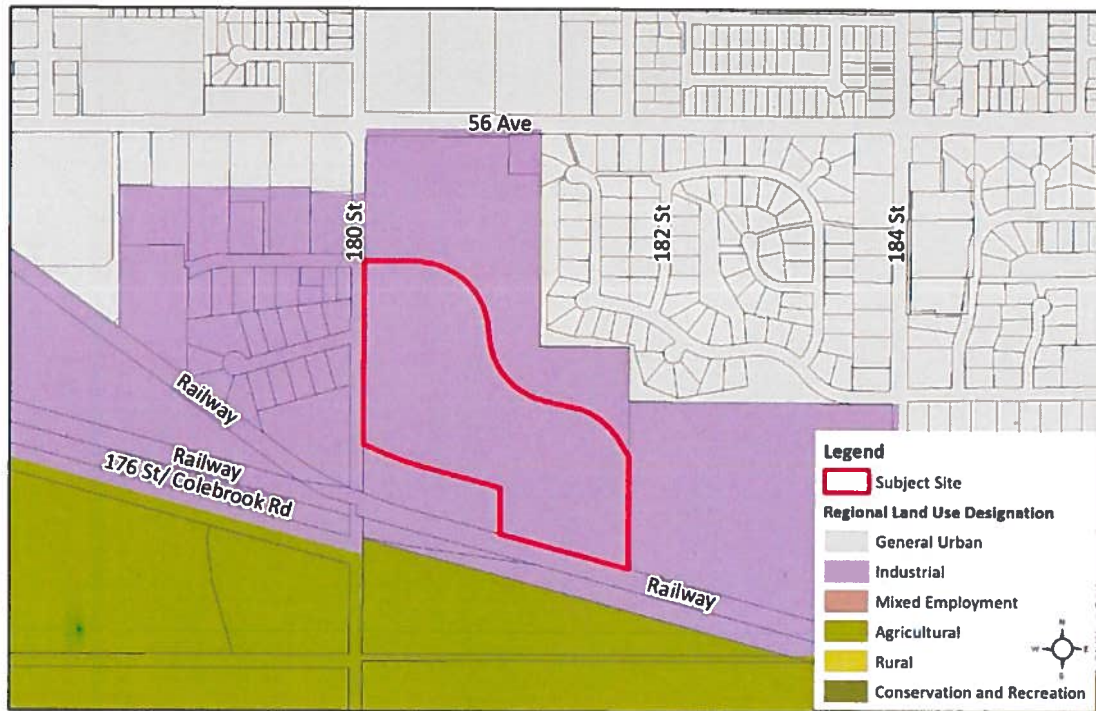 56 Ave
180 St
182 St
184 St
Railway
Railway
176 St/ Colebrook Rd
Railway
Legend
Subject Site
Regional Land Use Designation
General Urban
Industrial
Mixed Employment
Agricultural
Rural
Conservation and Recreation
N
W E
S